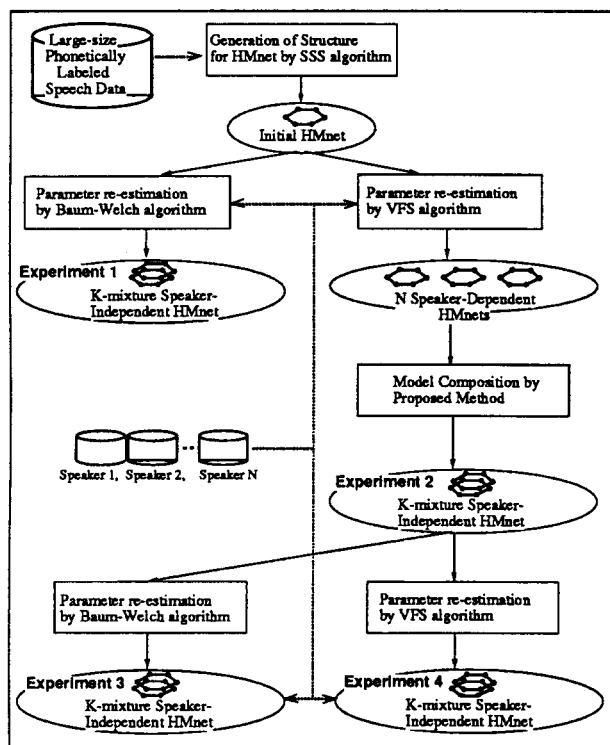 Large-size
Phonetically
Labeled
Speech Data
Generation of Structure
for HMnet by SSS algorithm
Initial HMnet
Parameter re-estimation
by Baum-Welch algorithm
Parameter re-estimation
by VFS algorithm
Experiment 1
K-mixture Speaker-
Independent HMnet
N Speaker-Dependent
HMnets
Model Composition by
Proposed Method
Speaker 1, Speaker 2, Speaker N
Experiment 2
K-mixture Speaker-
Independent HMnet
Parameter re-estimation
by Baum-Welch algorithm
Parameter re-estimation
by VFS algorithm
Experiment 3
K-mixture Speaker-
Independent HMnet
Experiment 4
K-mixture Speaker-
Independent HMnet